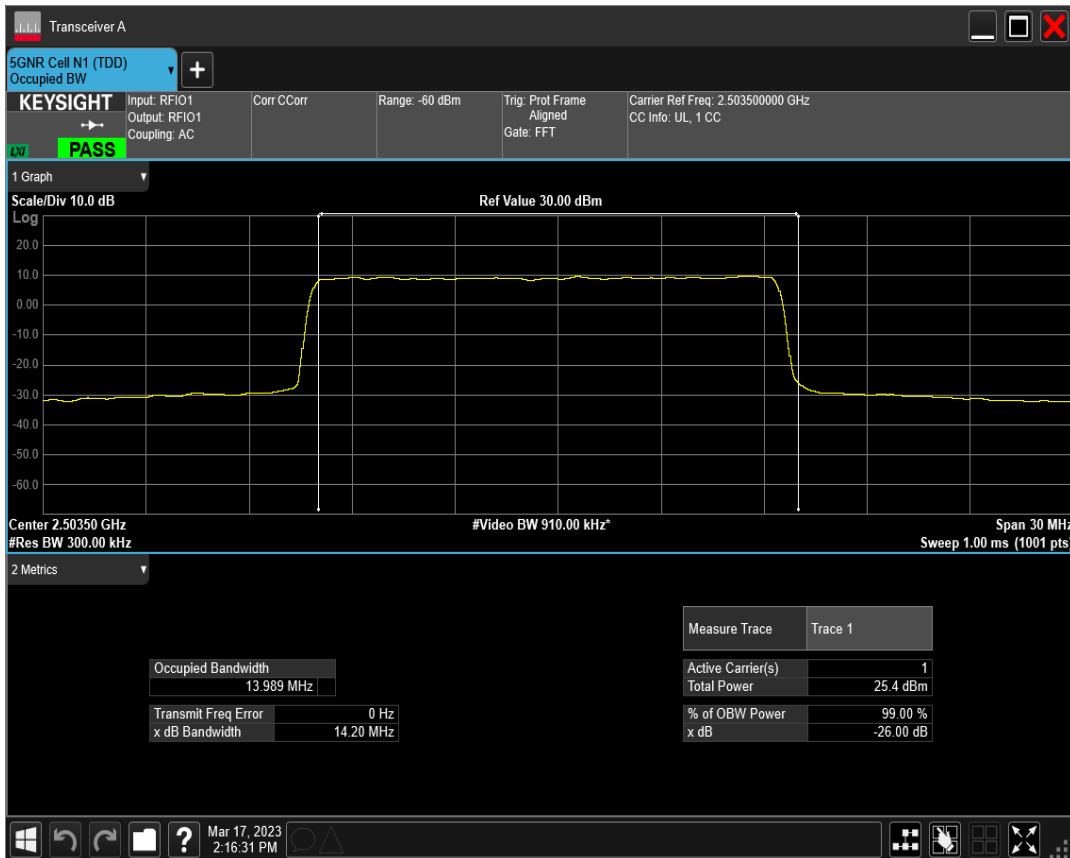 Transceiver A
5GNR Cell N1 (TDD)
Occupied BW
+
KEYSIGHT
LXI
PASS
Input: RFIO1
Output: RFIO1
Coupling: AC
Corr CCorr
Range: -60 dBm
Trig: Prot Frame
Aligned
Gate: FFT
Carrier Ref Freq: 2.503500000 GHz
CC Info: UL, 1 CC
1 Graph
Scale/Div 10.0 dB
Ref Value 30.00 dBm
Log
20.0
10.0
0.00
-10.0
-20.0
-30.0
-40.0
-50.0
-60.0
Center 2.50350 GHz
#Video BW 910.00 kHz*
Span 30 MHz
#Res BW 300.00 kHz
Sweep 1.00 ms (1001 pts)
2 Metrics
Measure Trace Trace 1
Occupied Bandwidth
13.989 MHz
Active Carrier(s) 1
Total Power 25.4 dBm
Transmit Freq Error 0 Hz
x dB Bandwidth 14.20 MHz
% of OBW Power 99.00 %
x dB -26.00 dB
?
Mar 17, 2023
2:16:31 PM